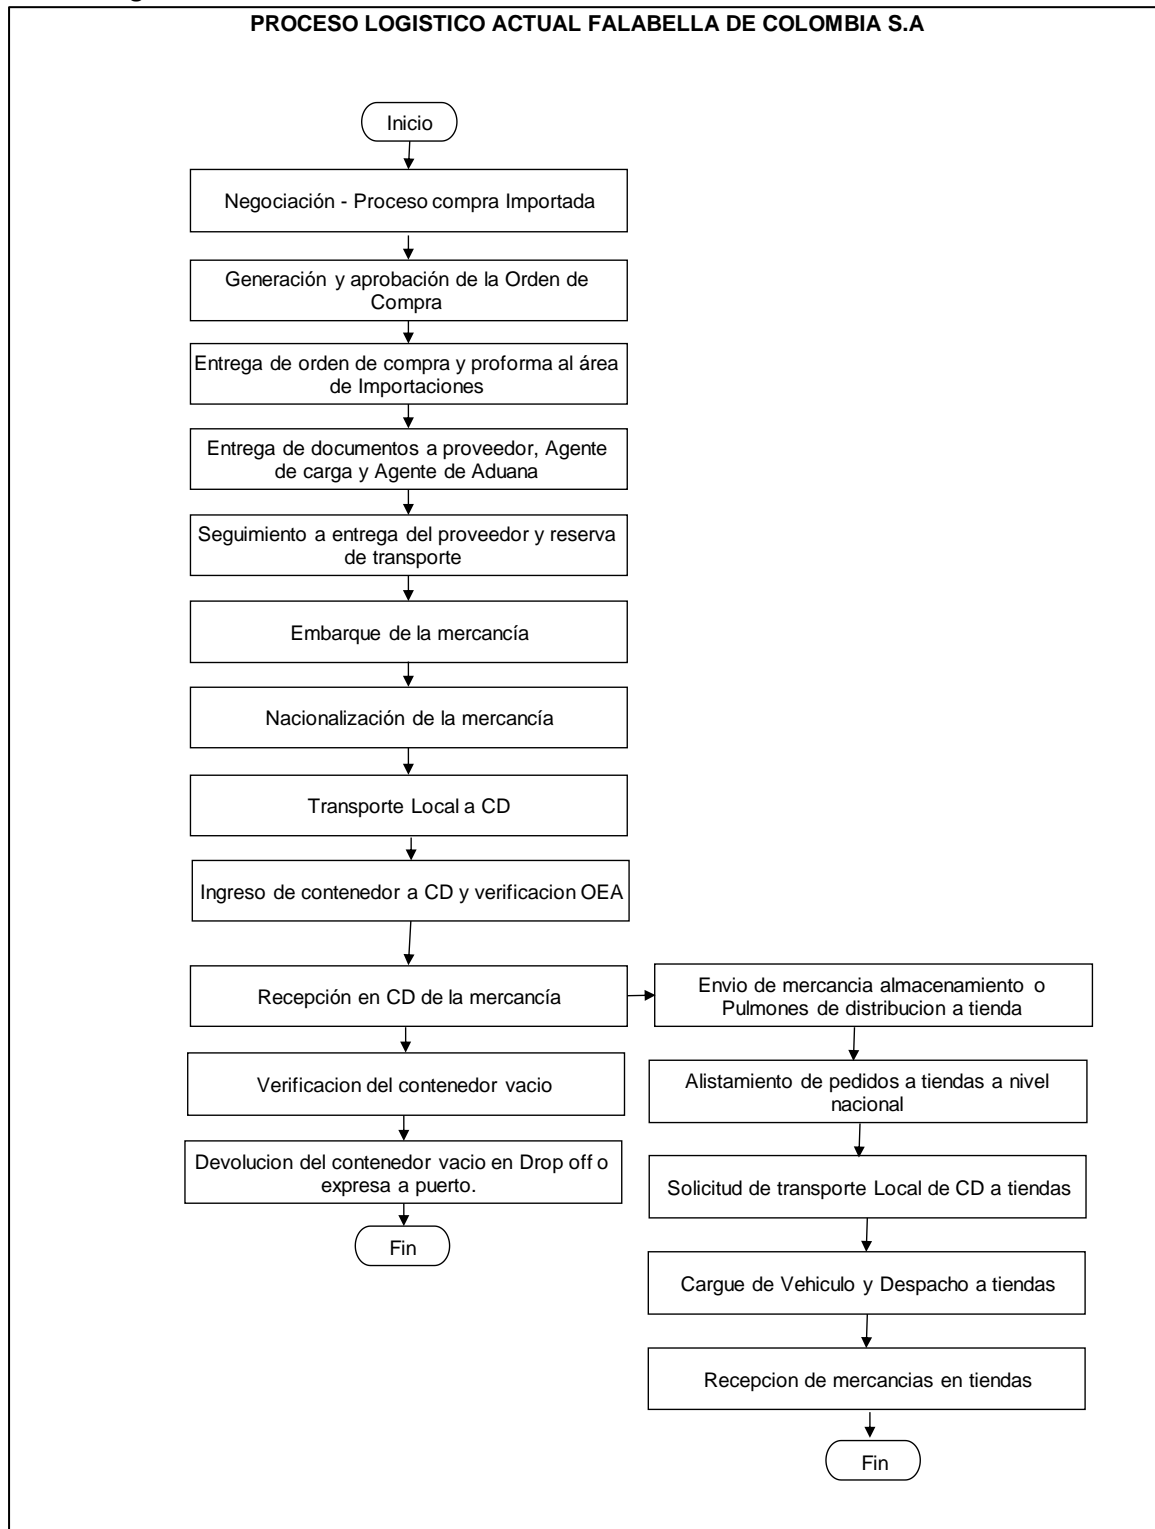 PROCESO LOGISTICO ACTUAL FALABELLA DE COLOMBIA S.A
Inicio
Negociación - Proceso compra Importada
Generación y aprobación de la Orden de
Compra
Entrega de orden de compra y proforma al área
de Importaciones
Entrega de documentos a proveedor, Agente
de carga y Agente de Aduana
Seguimiento a entrega del proveedor y reserva
de transporte
Embarque de la mercancía
Nacionalización de la mercancía
Transporte Local a CD
Ingreso de contenedor a CD y verificacion OEA
Recepción en CD de la mercancía
Verificacion del contenedor vacio
Devolucion del contenedor vacio en Drop off o
expresa a puerto.
Fin
Envio de mercancia almacenamiento o
Pulmones de distribucion a tienda
Alistamiento de pedidos a tiendas a nivel
nacional
Solicitud de transporte Local de CD a tiendas
Cargue de Vehiculo y Despacho a tiendas
Recepcion de mercancias en tiendas
Fin